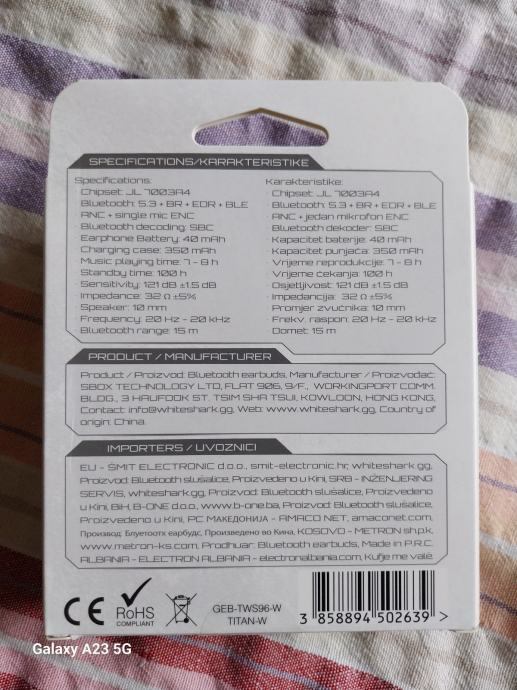 SPECIFICATIONS/KARAKTERISTIKE
Specifications:
Chipset: JL 7003A4
Bluetooth: 5.3 + BR + EDR + BLE
ANC + single mic ENC
Bluetooth decoding: SBC
Earphone Battery: 40 mAh
Charging case: 350 mAh
Music playing time: 7 - 8 h
Standby time: 100 h
Sensitivity: 121 dB ±1.5 dB
Impedance: 32 Ω ±5%
Speaker: 10 mm
Frequency: 20 Hz - 20 kHz
Bluetooth range: 15 m
Karakteristike:
Chipset: JL 7003A4
Bluetooth: 5.3 + BR + EDR + BLE
ANC + jedan mikrofon ENC
Bluetooth dekoder: SBC
Kapacitet baterije: 40 mAh
Kapacitet punjača: 350 mAh
Vrijeme reprodukcije: 7 - 8 h
Vrijeme čekanja: 100 h
Osjetljivost: 121 dB ±1.5 dB
Impedancija: 32 Ω ±5%
Promjer zvučnika: 10 mm
Frekv. raspon: 20 Hz - 20 kHz
Domet: 15 m
PRODUCT / MANUFACTURER
Product / Proizvod: Bluetooth earbuds, Manufacturer / Proizvođač:
SBOX TECHNOLOGY LTD, FLAT 906, 9/F., WORKINGPORT COMM.
BLDG., 3 HAUFOOK ST. TSIM SHA TSUI, KOWLOON, HONG KONG,
Contact: info@whiteshark.gg, Web: www.whiteshark.gg, Country of
origin: China.
IMPORTERS / UVOZNICI
EU - ŠMIT ELECTRONIC d.o.o., smit-electronic.hr, whiteshark.gg,
Proizvod: Bluetooth slušalice, Proizvedeno u Kini, SRB - INŽENJERING
SERVIS, whiteshark.gg, Proizvod: Bluetooth slušalice, Proizvedeno
u Kini, BiH, B-ONE d.o.o., www.b-one.ba, Proizvod: Bluetooth slušalice,
Proizvedeno u Kini, РС МАКЕДОНИЈА - AMACO NET, amaconet.com,
Производ: Блуетоотх еарбудс, Произведено во Кина, KOSOVO - METRON sh.p.k.
www.metron-ks.com, Prodhuar: Bluetooth earbuds, Made in P.R.C.
ALBANIA - ELECTRON ALBANIA - electronalbania.com, Kufje me valë
CE
RoHS
COMPLIANT
GEB-TWS96-W
TITAN-W
3 858894 502639 >
Galaxy A23 5G